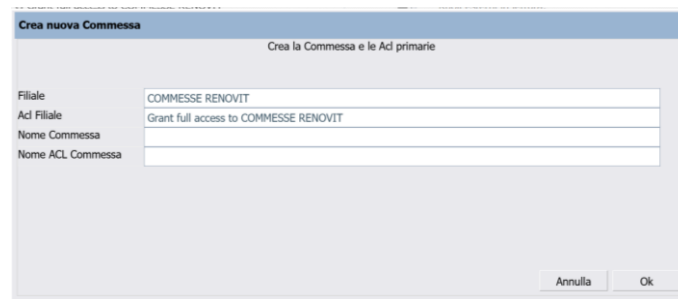 Crea nuova Commessa
Crea la Commessa e le Acl primarie
Filiale
COMMESSE RENOVIT
Acl Filiale
Grant full access to COMMESSE RENOVIT
Nome Commessa
Nome ACL Commessa
Annulla
Ok